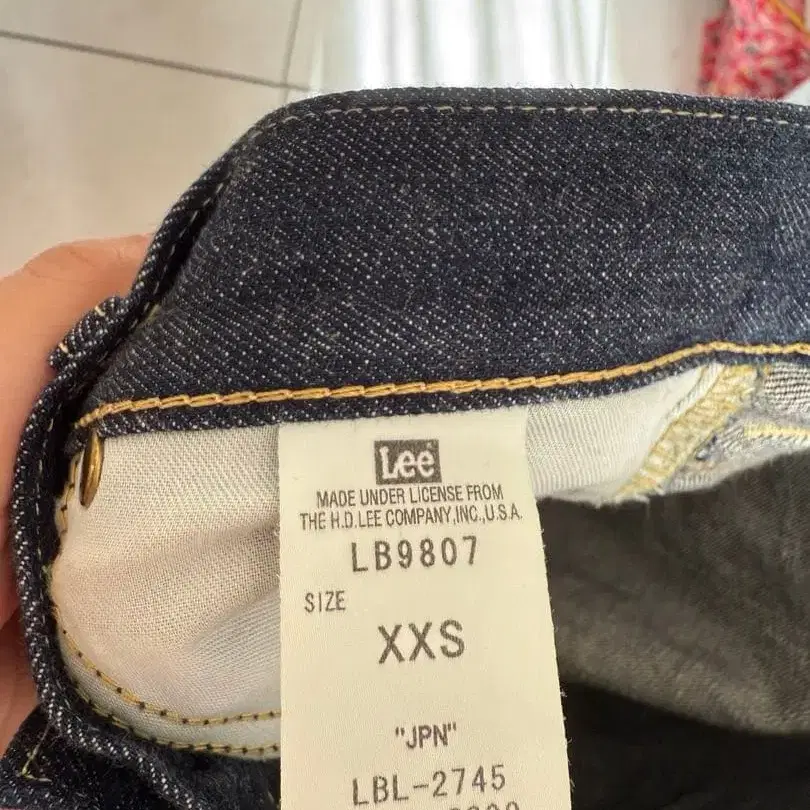 Lee
MADE UNDER LICENSE FROM
THE H.D.LEE COMPANY,INC.,U.S.A.
LB9807
SIZE
XXS
"JPN"
LBL-2745